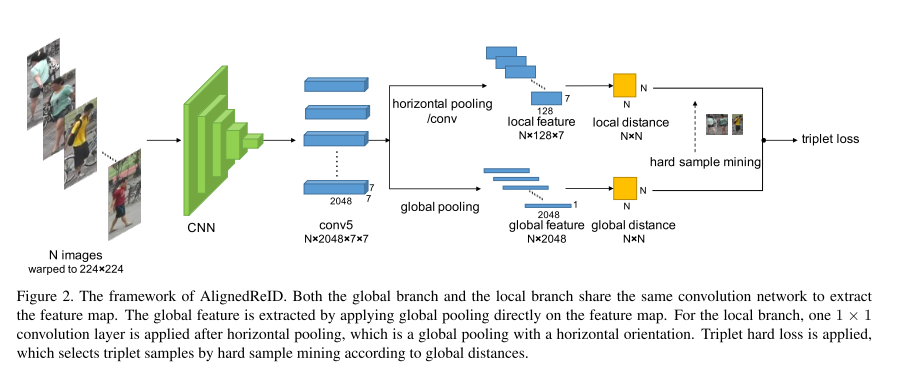 N images
warped to 224×224
CNN
2048
7
7
conv5
N×2048×7×7
horizontal pooling
/conv
global pooling
7
128
local feature
N×128×7
1
2048
global feature
N×2048
N
N
local distance
N×N
N
N
global distance
N×N
hard sample mining
triplet loss
Figure 2. The framework of AlignedReID. Both the global branch and the local branch share the same convolution network to extract
the feature map. The global feature is extracted by applying global pooling directly on the feature map. For the local branch, one 1 × 1
convolution layer is applied after horizontal pooling, which is a global pooling with a horizontal orientation. Triplet hard loss is applied,
which selects triplet samples by hard sample mining according to global distances.